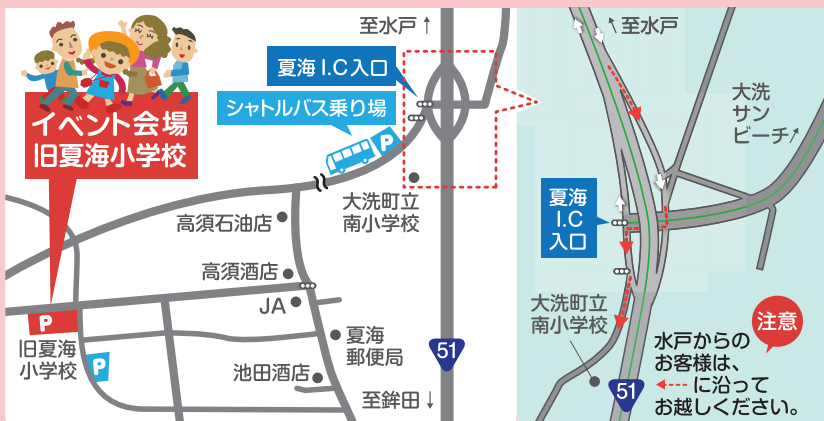 イベント会場
旧夏海小学校
至水戸↑
夏海 I.C 入口
シャトルバス乗り場
P
大洗町立
南小学校
高須石油店
高須酒店
JA
P
旧夏海
小学校
P
夏海
郵便局
池田酒店
至鉾田↓
51
↖至水戸
大洗
サン
ビーチ↗
夏海
I.C
入口
大洗町立
南小学校
51
注意
水戸からの
お客様は、
に沿って
お越しください。